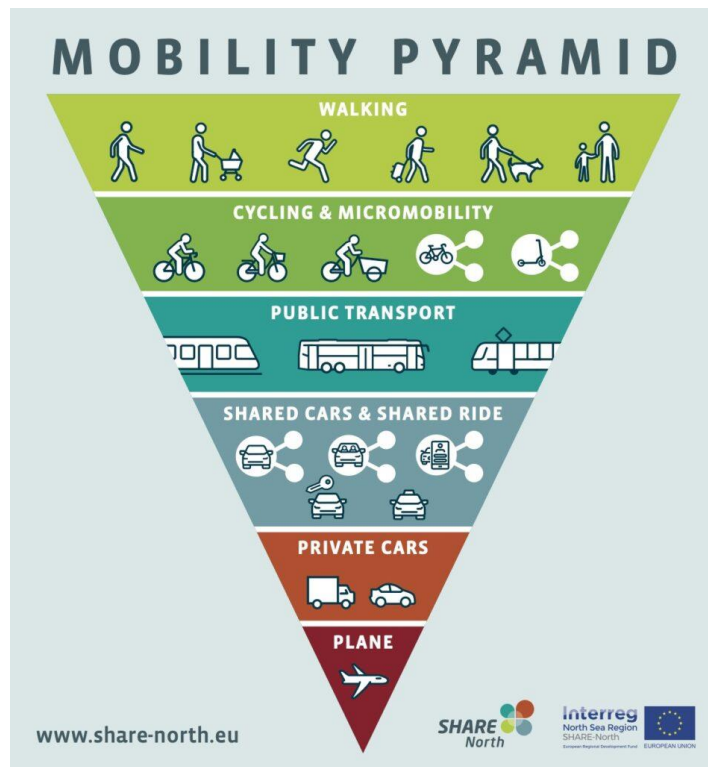 MOBILITY PYRAMID
WALKING
CYCLING & MICROMOBILITY
PUBLIC TRANSPORT
SHARED CARS & SHARED RIDE
PRIVATE CARS
PLANE
www.share-north.eu
SHARE
North
Interreg
North Sea Region
SHARE-North
European Regional Development Fund
EUROPEAN UNION